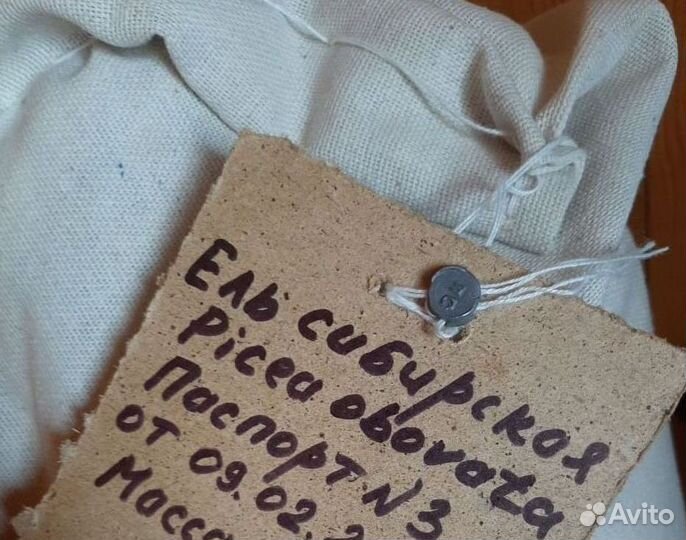 Ель сибирская
Picea obovata
Паспорт N3
от 09.02.2
Масса
Avito